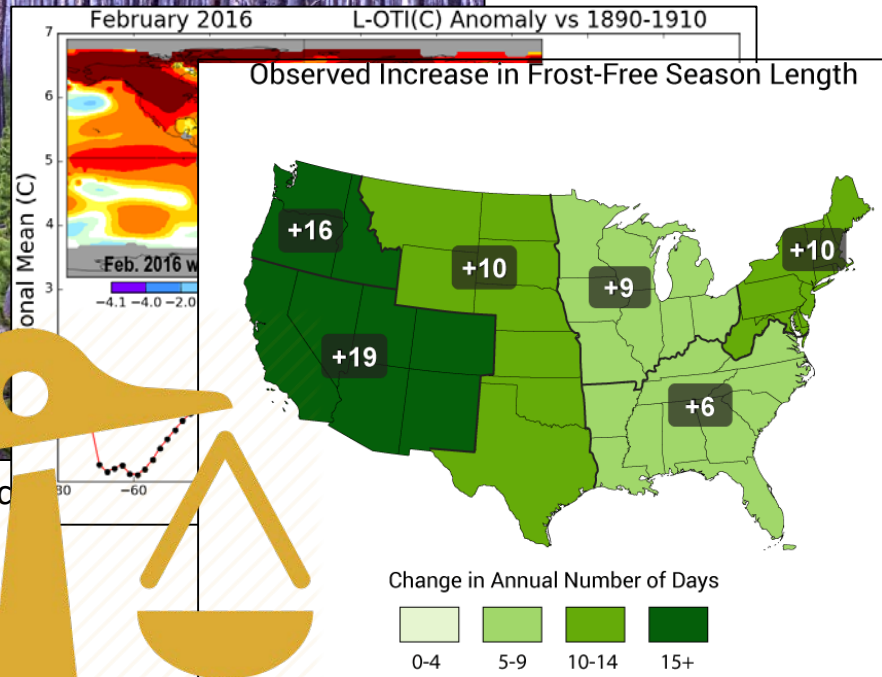 February 2016
L-OTI(C) Anomaly vs 1890-1910
7
6
5
4
3
onal Mean (C)
Feb. 2016 w
−4.1 −4.0 −2.0
−60
Observed Increase in Frost-Free Season Length
+16
+10
+10
+9
+19
+6
Change in Annual Number of Days
0-4
5-9
10-14
15+